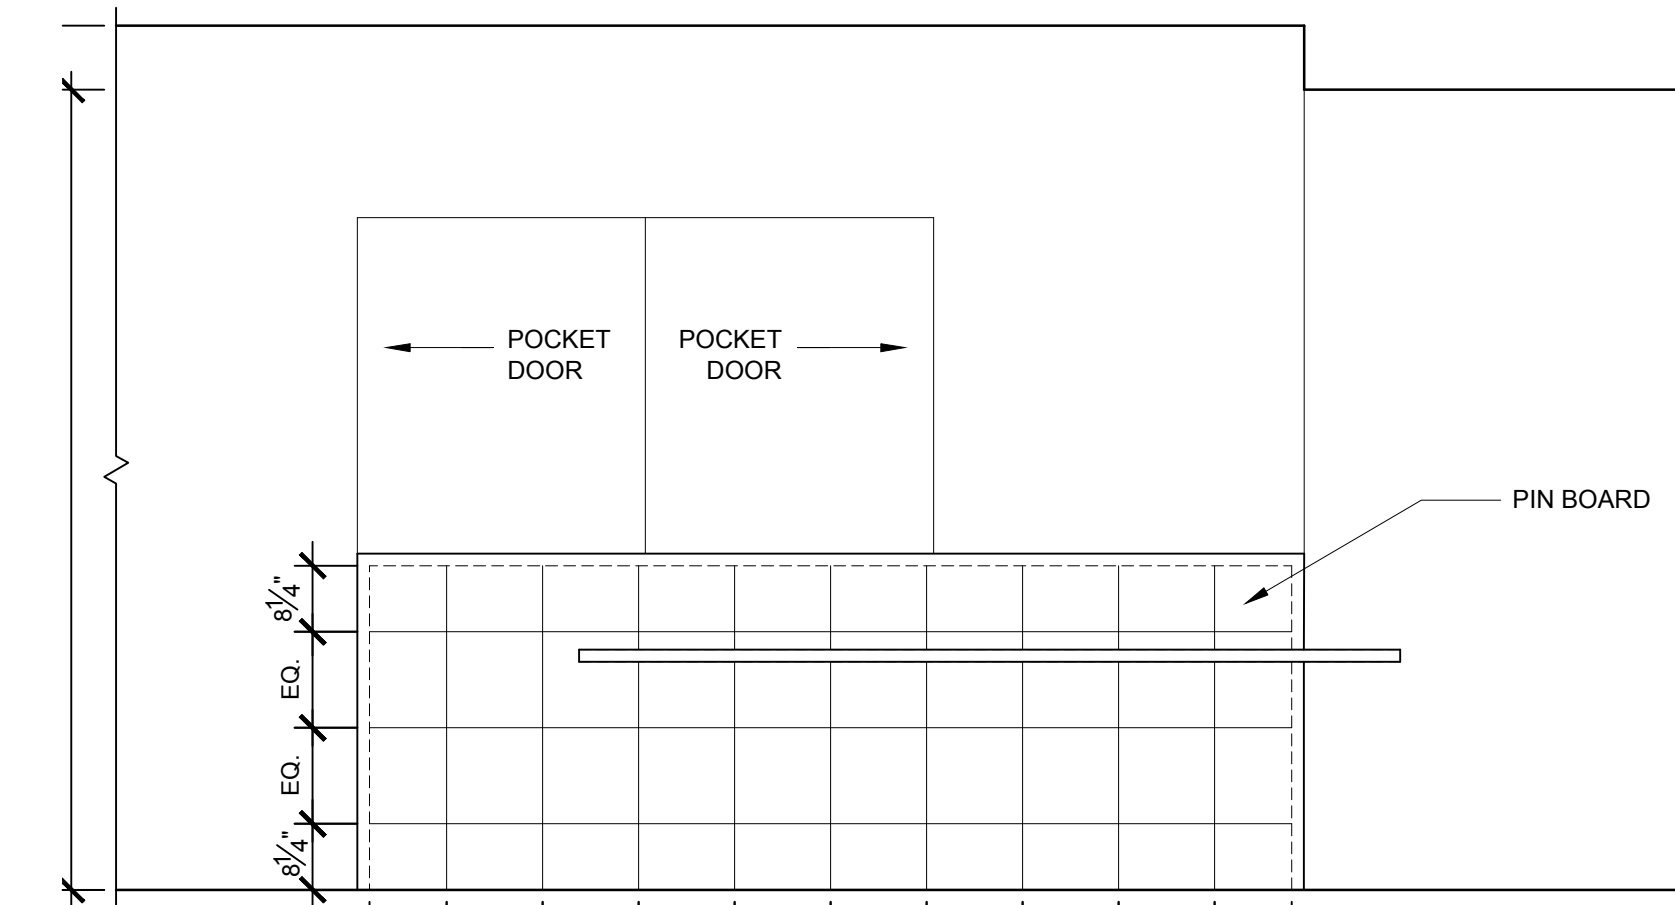 POCKET
DOOR
POCKET
DOOR
PIN BOARD
8¼"
EQ.
EQ.
8¼"